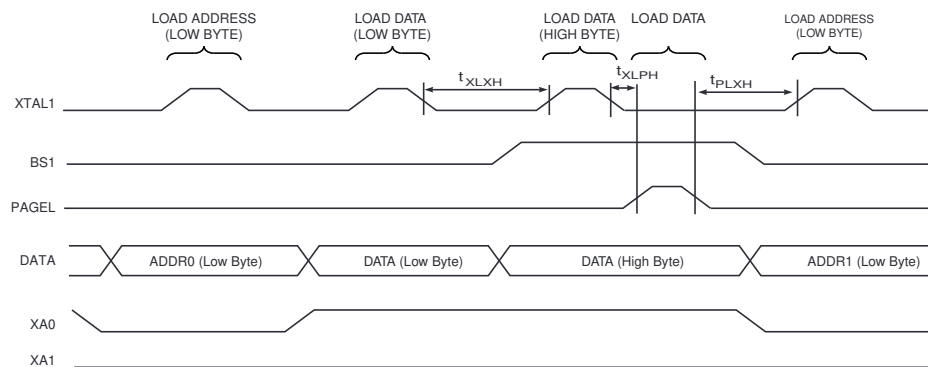 LOAD ADDRESS
(LOW BYTE)
LOAD DATA
(LOW BYTE)
LOAD DATA
(HIGH BYTE)
LOAD DATA
LOAD ADDRESS
(LOW BYTE)
tXLXH
tXLPH
tPLXH
XTAL1
BS1
PAGEL
DATA
ADDR0 (Low Byte)
DATA (Low Byte)
DATA (High Byte)
ADDR1 (Low Byte)
XA0
XA1